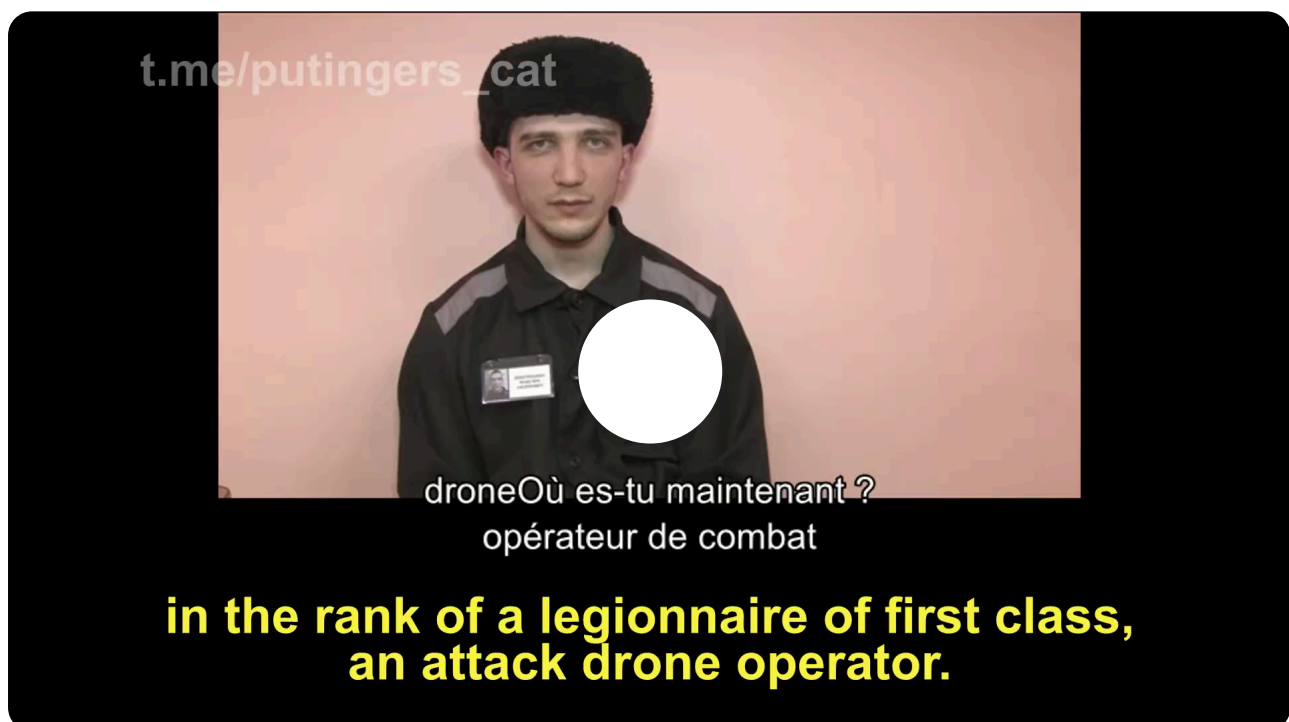 t.me/putingers_cat
droneOù es-tu maintenant ?
opérateur de combat
in the rank of a legionnaire of first class,
an attack drone operator.